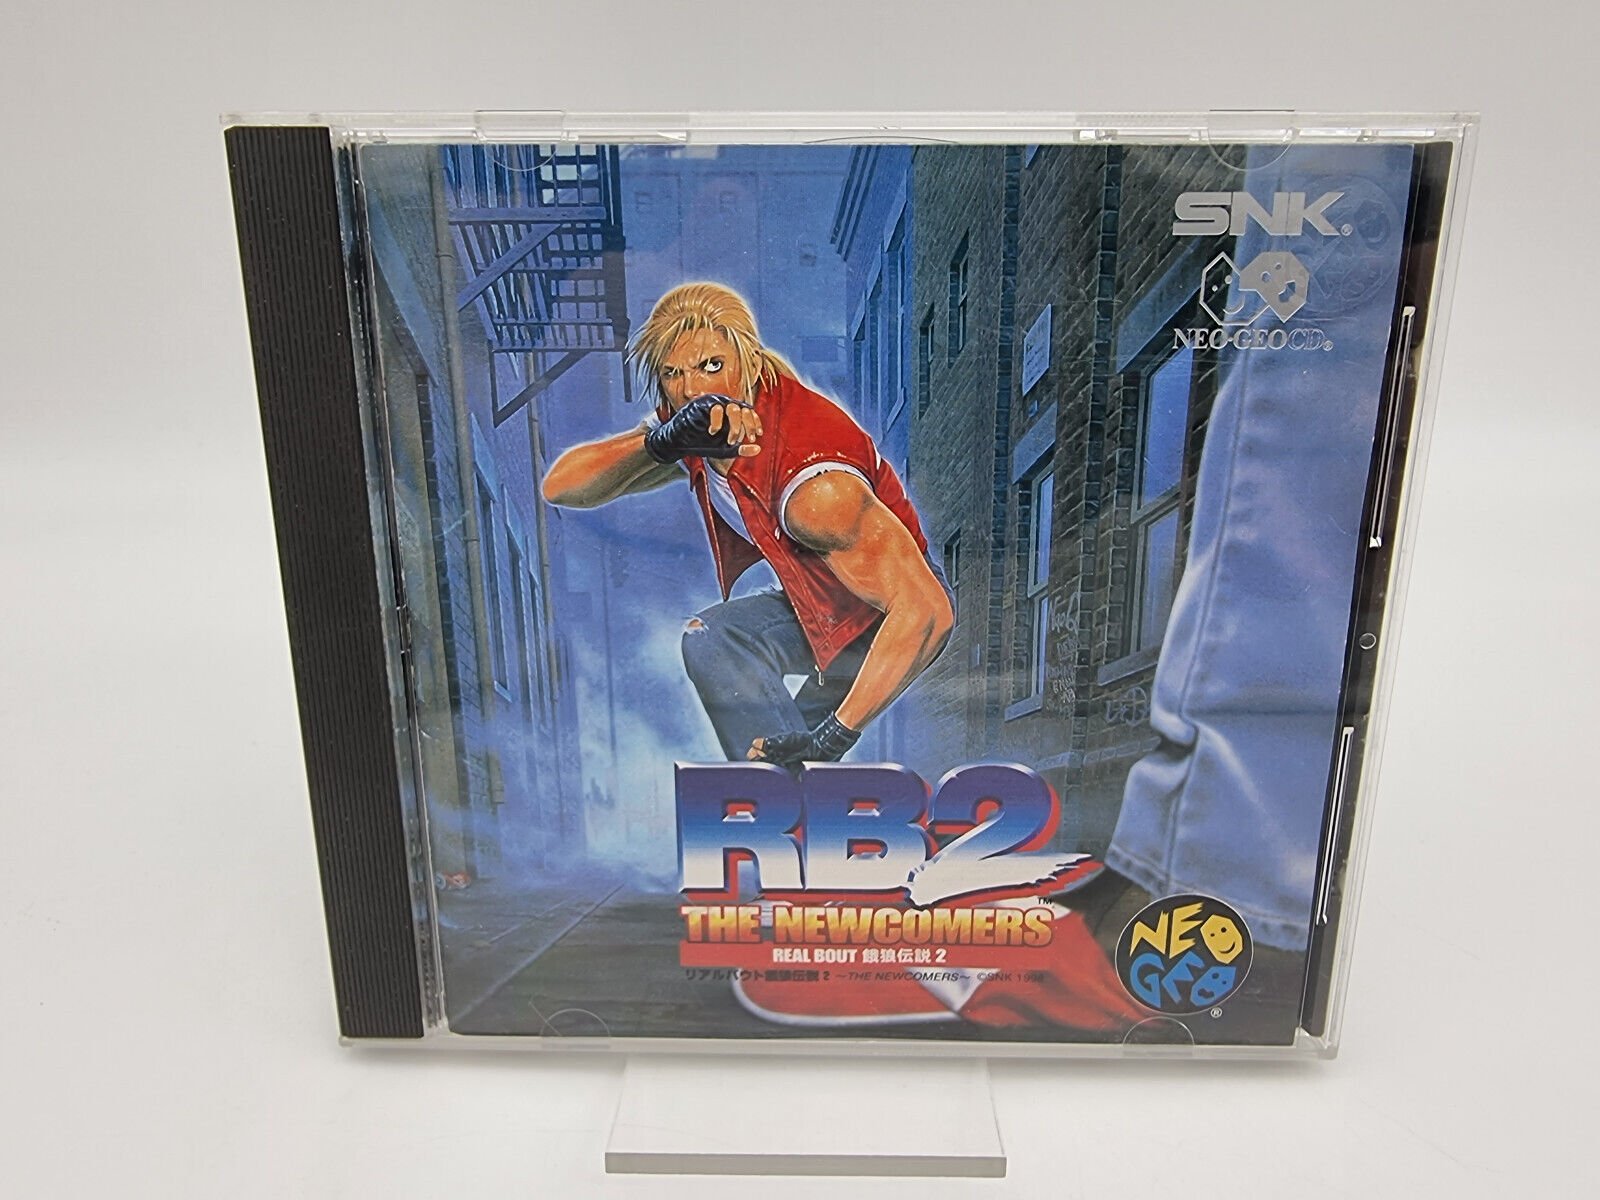 SNK®
NEO·GEO CD®
RB2
THE NEWCOMERS™
REAL BOUT 餓狼伝説 2
リアルバウト餓狼伝説 2 ～THE NEWCOMERS～ ©SNK 1998
NEO
GEO®